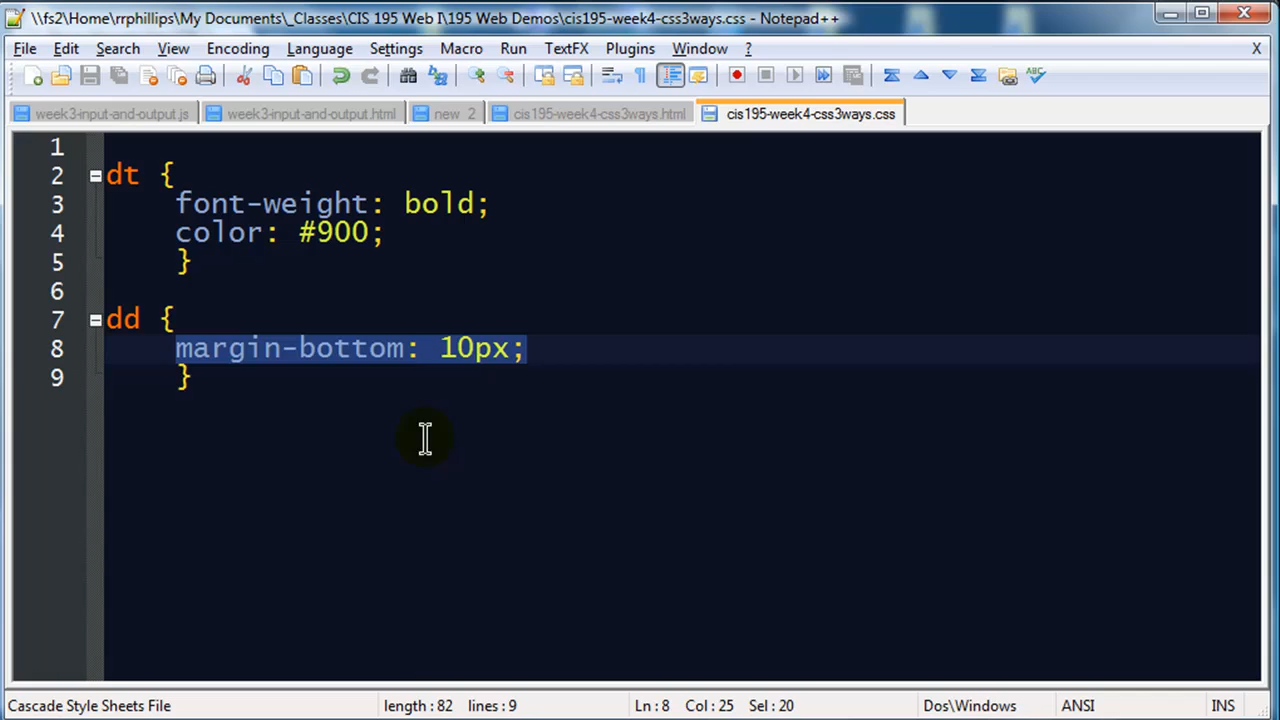 \\fs2\Home\rrphillips\My Documents\_Classes\CIS 195 Web I\195 Web Demos\cis195-week4-css3ways.css - Notepad++
File Edit Search View Encoding Language Settings Macro Run TextFX Plugins Window ? X
week3-input-and-output.js week3-input-and-output.html new 2 cis195-week4-css3ways.html cis195-week4-css3ways.css
1
2 dt {
3 font-weight: bold;
4 color: #900;
5 }
6
7 dd {
8 margin-bottom: 10px;
9 }
Cascade Style Sheets File length : 82 lines : 9 Ln : 8 Col : 25 Sel : 20 Dos\Windows ANSI INS